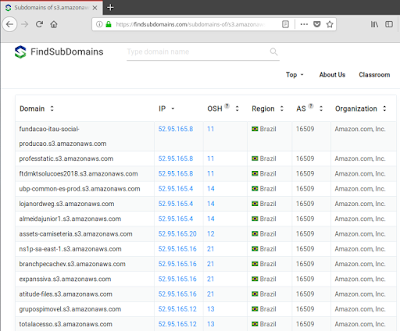 Subdomains of s3.amazonaws
https://findsubdomains.com/subdomains-of/s3.amazonaws
FindSubDomains
Type domain name
Top About Us Classroom
Domain IP OSH ? Region AS ? Organization
fundacao-itau-social-
producao.s3.amazonaws.com 52.95.165.8 11 Brazil 16509 Amazon.com, Inc.
professtatic.s3.amazonaws.com 52.95.165.8 11 Brazil 16509 Amazon.com, Inc.
ftdmktsolucoes2018.s3.amazonaws.com 52.95.165.8 11 Brazil 16509 Amazon.com, Inc.
ubp-common-es-prod.s3.amazonaws.com 52.95.165.4 14 Brazil 16509 Amazon.com, Inc.
lojanordweg.s3.amazonaws.com 52.95.165.4 14 Brazil 16509 Amazon.com, Inc.
almeidajunior1.s3.amazonaws.com 52.95.165.4 14 Brazil 16509 Amazon.com, Inc.
assets-camiseteria.s3.amazonaws.com 52.95.165.20 12 Brazil 16509 Amazon.com, Inc.
ns1p-sa-east-1.s3.amazonaws.com 52.95.165.16 21 Brazil 16509 Amazon.com, Inc.
branchpecachev.s3.amazonaws.com 52.95.165.16 21 Brazil 16509 Amazon.com, Inc.
expanssiva.s3.amazonaws.com 52.95.165.16 21 Brazil 16509 Amazon.com, Inc.
atitude-files.s3.amazonaws.com 52.95.165.16 21 Brazil 16509 Amazon.com, Inc.
grupospimovel.s3.amazonaws.com 52.95.165.12 13 Brazil 16509 Amazon.com, Inc.
totalacesso.s3.amazonaws.com 52.95.165.12 13 Brazil 16509 Amazon.com, Inc.